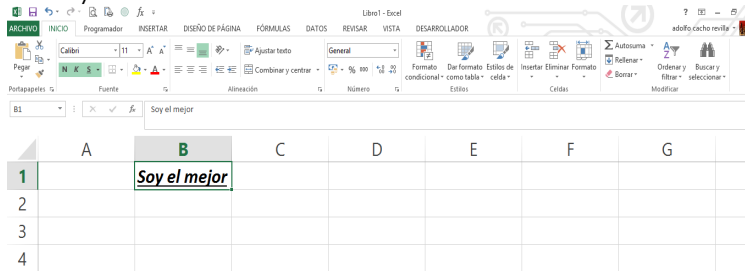 Libro1 - Excel
ARCHIVO INICIO Programador INSERTAR DISEÑO DE PÁGINA FÓRMULAS DATOS REVISAR VISTA DESARROLLADOR adolfo cacho revilla
Pegar
Calibri 11 A A
N K S A
Ajustar texto
Combinar y centrar
General
% 000
Formato condicional Dar formato como tabla Estilos de celda
Insertar Eliminar Formato
Autosuma
Rellenar
Borrar
Ordenar y filtrar Buscar y seleccionar
Portapapeles Fuente Alineación Número Estilos Celdas Modificar
B1 fx Soy el mejor
A B C D E F G
1 Soy el mejor
2
3
4